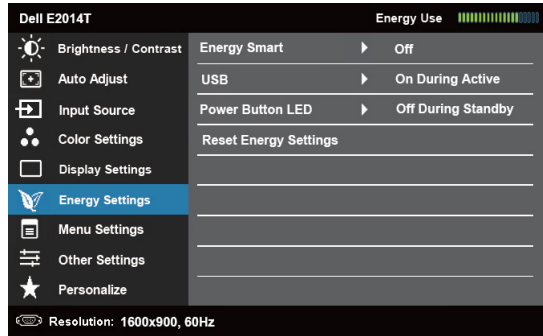 Dell E2014T Energy Use
Brightness / Contrast Energy Smart Off
Auto Adjust USB On During Active
Input Source Power Button LED Off During Standby
Color Settings Reset Energy Settings
Display Settings
Energy Settings
Menu Settings
Other Settings
Personalize
Resolution: 1600x900, 60Hz